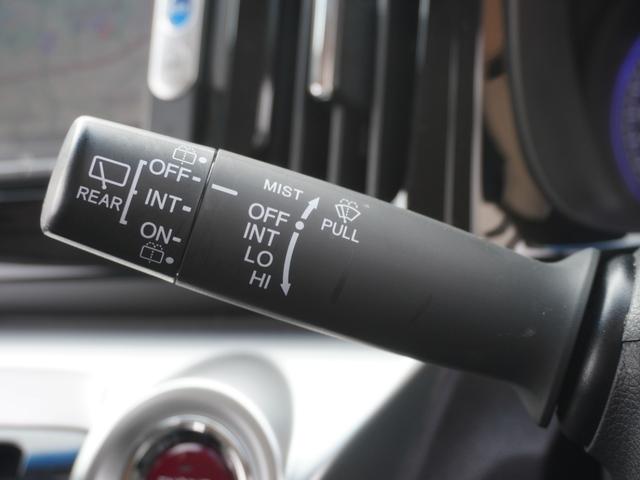 REAR
OFF
INT
ON
MIST
OFF
INT
LO
HI
PULL